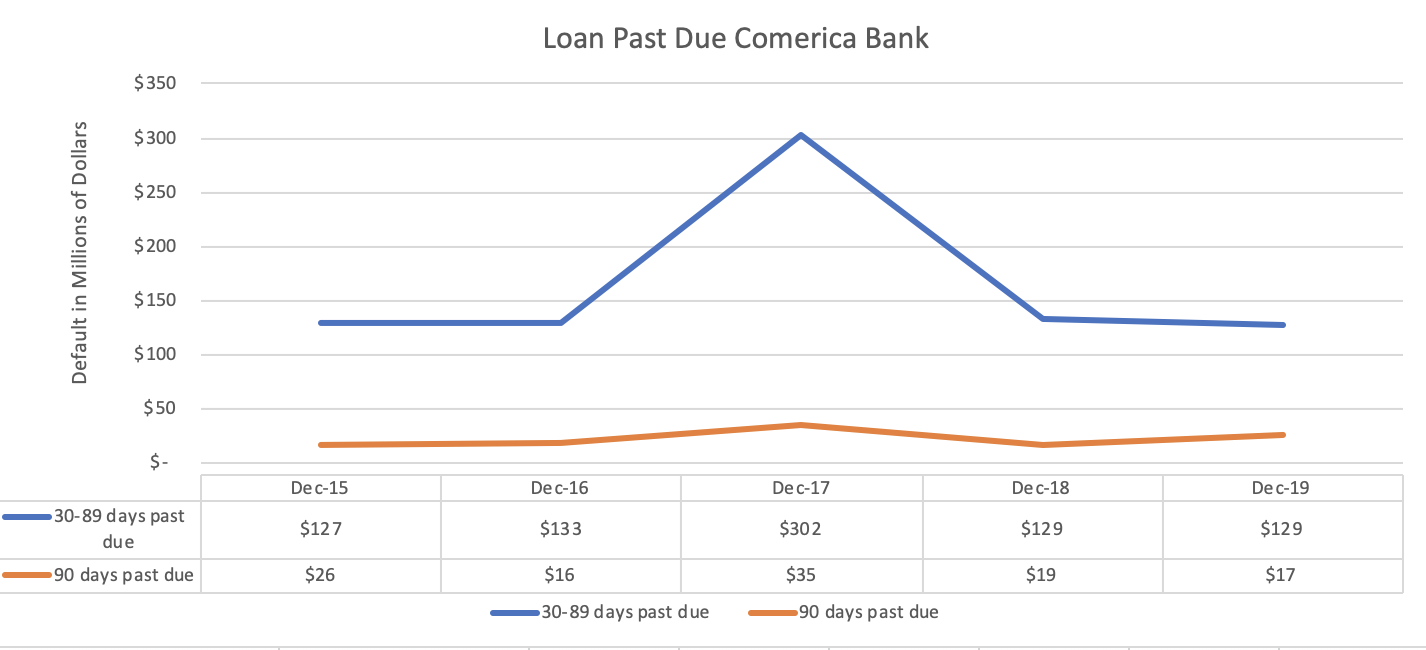 Loan Past Due Comerica Bank
Default in Millions of Dollars
$350
$300
$250
$200
$150
$100
$50
$-
Dec-15 Dec-16 Dec-17 Dec-18 Dec-19
30-89 days past
due
$127 $133 $302 $129 $129
90 days past due $26 $16 $35 $19 $17
30-89 days past due 90 days past due